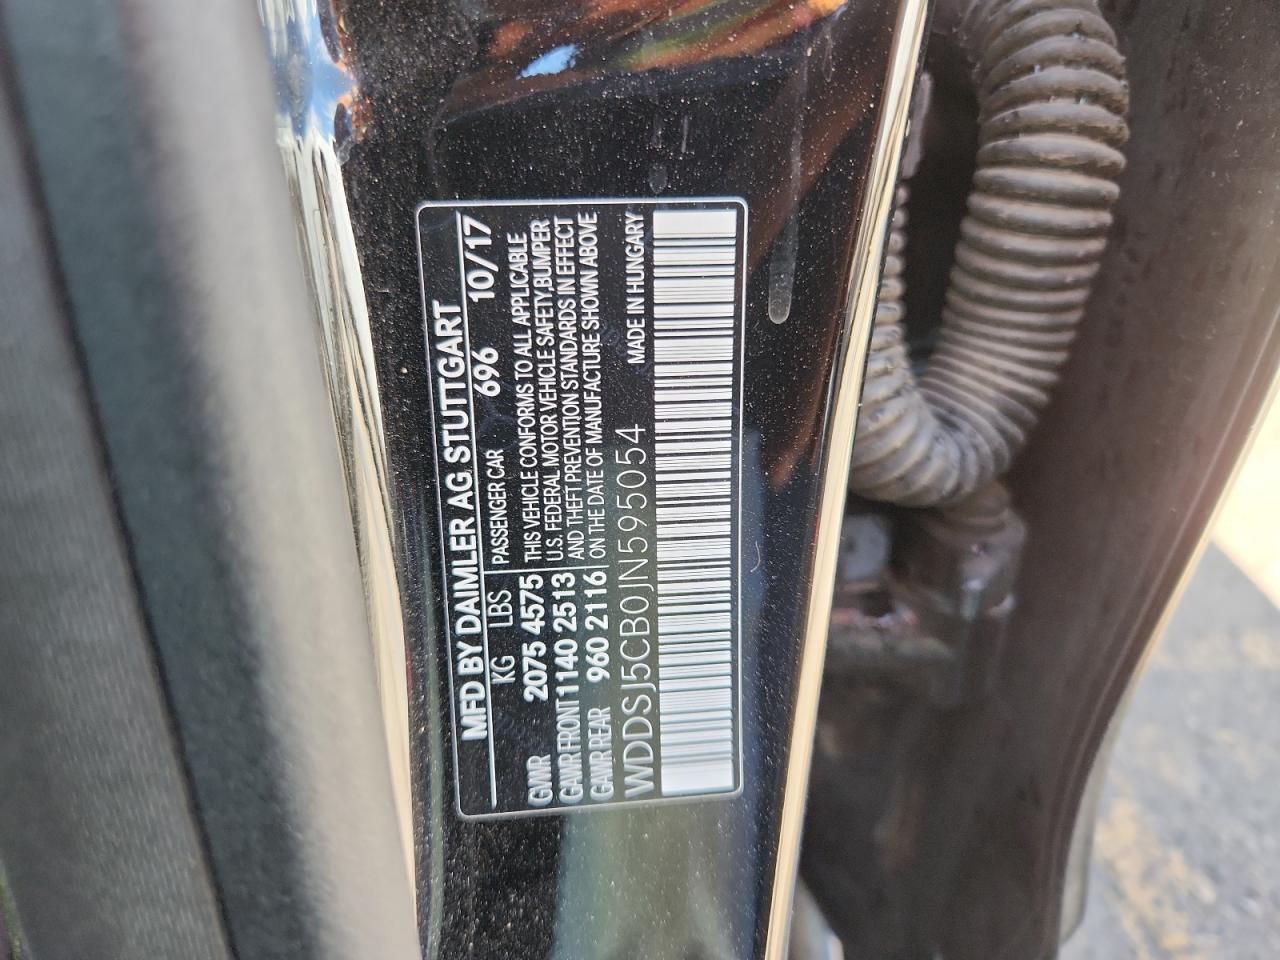 MFD BY DAIMLER AG STUTTGART
KG LBS PASSENGER CAR 696 10/17
GVWR 2075 4575 THIS VEHICLE CONFORMS TO ALL APPLICABLE
GAWR FRONT 1140 2513 U.S. FEDERAL MOTOR VEHICLE SAFETY,BUMPER
GAWR REAR 960 2116 AND THEFT PREVENTION STANDARDS IN EFFECT
ON THE DATE OF MANUFACTURE SHOWN ABOVE
WDDSJ5CB0JN595054 MADE IN HUNGARY